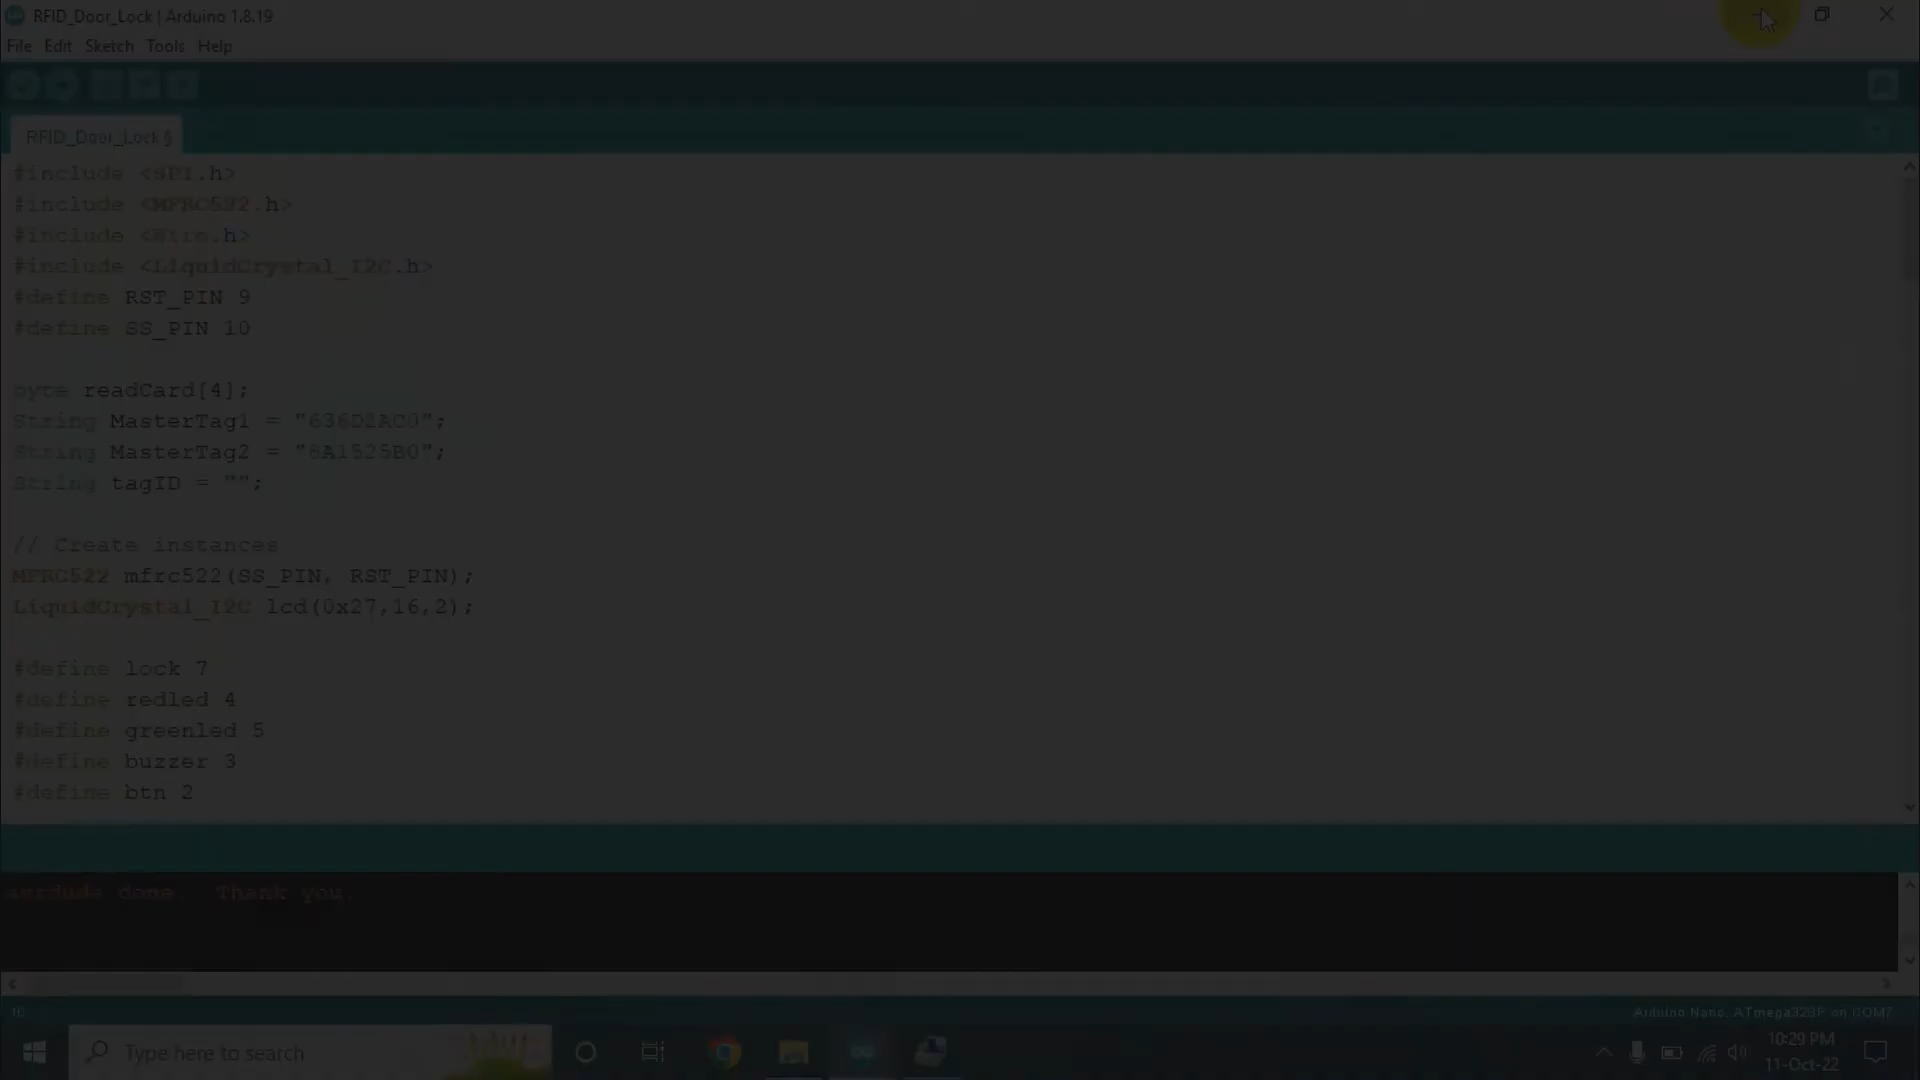 RFID_Door_Lock | Arduino 1.8.19
File Edit Sketch Tools Help
RFID_Door_Lock §
#include <SPI.h>
#include <MFRC522.h>
#include <Wire.h>
#include <LiquidCrystal_I2C.h>
#define RST_PIN 9
#define SS_PIN 10
byte readCard[4];
String MasterTag1 = "636D2AC0";
String MasterTag2 = "8A1525B0";
String tagID = "";
// Create instances
MFRC522 mfrc522(SS_PIN, RST_PIN);
LiquidCrystal_I2C lcd(0x27,16,2);
#define lock 7
#define redled 4
#define greenled 5
#define buzzer 3
#define btn 2
avrdude done. Thank you.
Arduino Nano, ATmega328P on COM7
Type here to search
10:29 PM
11-Oct-22